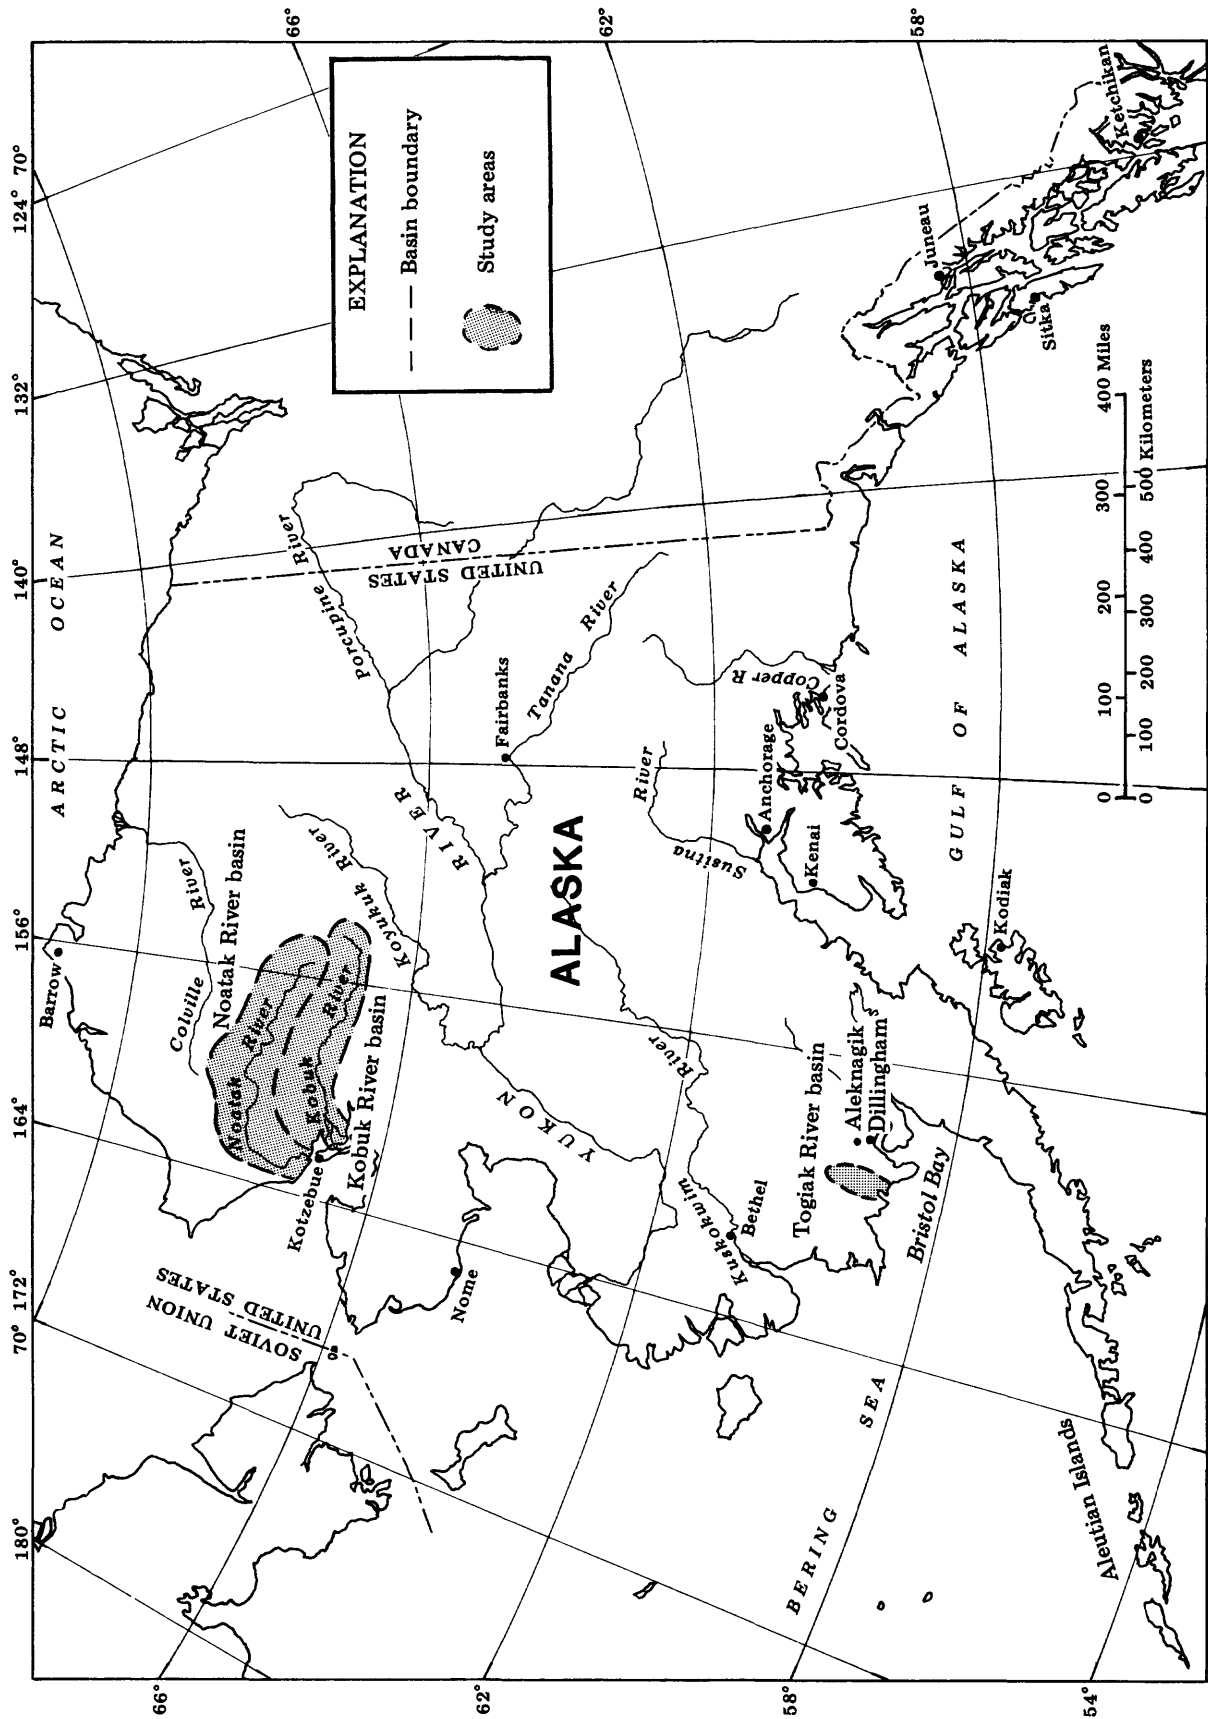 180°
172°
70°
164°
156°
148°
140°
132°
124°
70°
ARCTIC OCEAN
Barrow
EXPLANATION
Basin boundary
Study areas
66°
66°
62°
62°
58°
58°
54°
SOVIET UNION
UNITED STATES
Colville River
Noatak River basin
Noatak River
Kobuk River
Kotzebue
Kobuk River basin
Koyukuk River
Porcupine River
UNITED STATES
CANADA
YUKON RIVER
Nome
Fairbanks
Tanana River
ALASKA
Susitna River
Copper R
Kuskokwim River
Bethel
Anchorage
Kenai
Cordova
Togiak River basin
Aleknagik
Dillingham
Bristol Bay
Kodiak
Juneau
Sitka
Ketchikan
BERING SEA
GULF OF ALASKA
Aleutian Islands
0 100 200 300 400 Miles
0 100 200 300 400 500 Kilometers